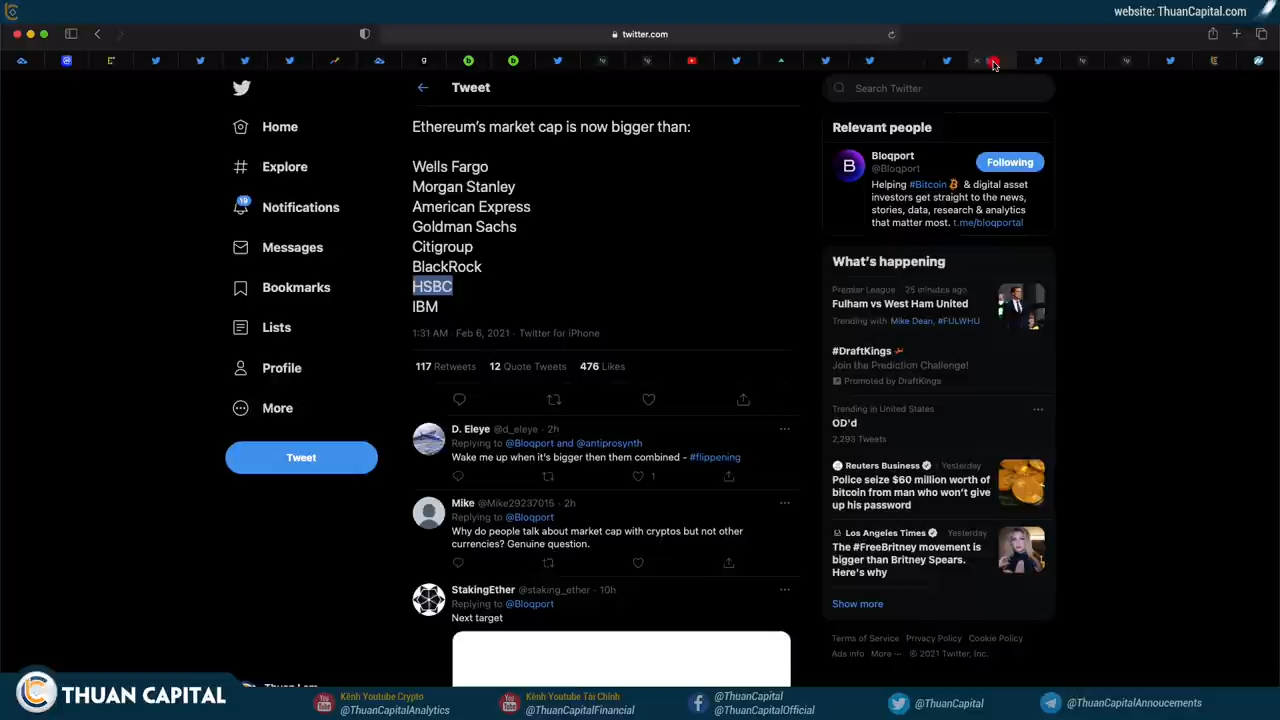 website: ThuanCapital.com
twitter.com
Home
Explore
19
Notifications
Messages
Bookmarks
Lists
Profile
More
Tweet
Tweet
Ethereum’s market cap is now bigger than:
Wells Fargo
Morgan Stanley
American Express
Goldman Sachs
Citigroup
BlackRock
HSBC
IBM
1:31 AM · Feb 6, 2021 · Twitter for iPhone
117 Retweets 12 Quote Tweets 476 Likes
D. Eleye @d_eleye · 2h
Replying to @Bloqport and @antiprosynth
Wake me up when it's bigger then them combined - #flippening
1
Mike @Mike29237015 · 2h
Replying to @Bloqport
Why do people talk about market cap with cryptos but not other
currencies? Genuine question.
StakingEther @staking_ether · 10h
Replying to @Bloqport
Next target
Search Twitter
Relevant people
B
Bloqport
@Bloqport
Following
Helping #Bitcoin & digital asset
investors get straight to the news,
stories, data, research & analytics
that matter most. t.me/bloqportal
What’s happening
Premier League · 25 minutes ago
Fulham vs West Ham United
Trending with Mike Dean, #FULWHU
#DraftKings
Join the Prediction Challenge!
Promoted by DraftKings
Trending in United States
OD'd
2,293 Tweets
Reuters Business · Yesterday
Police seize $60 million worth of
bitcoin from man who won’t give
up his password
Los Angeles Times · Yesterday
The #FreeBritney movement is
bigger than Britney Spears.
Here's why
Show more
Terms of Service Privacy Policy Cookie Policy
Ads info More ··· © 2021 Twitter, Inc.
THUAN CAPITAL
You Tube
Kênh Youtube Crypto
@ThuanCapitalAnalytics
You Tube
Kênh Youtube Tài Chính
@ThuanCapitalFinancial
@ThuanCapital
@ThuanCapitalOfficial
@ThuanCapital
@ThuanCapitalAnnoucements